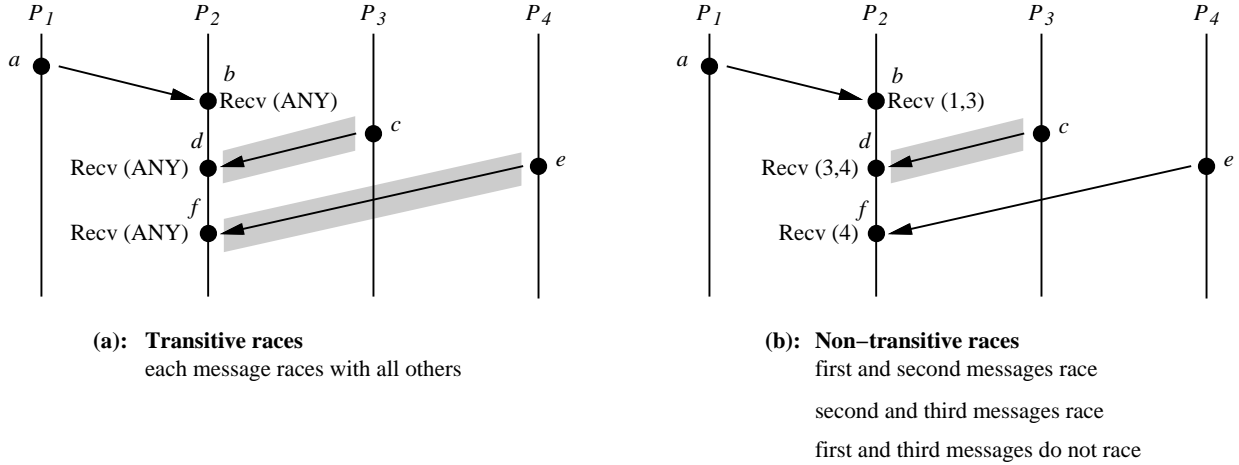 P1 P2 P3 P4
a
b
Recv (ANY)
c
d
Recv (ANY)
e
f
Recv (ANY)
(a): Transitive races
each message races with all others
P1 P2 P3 P4
a
b
Recv (1,3)
c
d
Recv (3,4)
e
f
Recv (4)
(b): Non−transitive races
first and second messages race
second and third messages race
first and third messages do not race